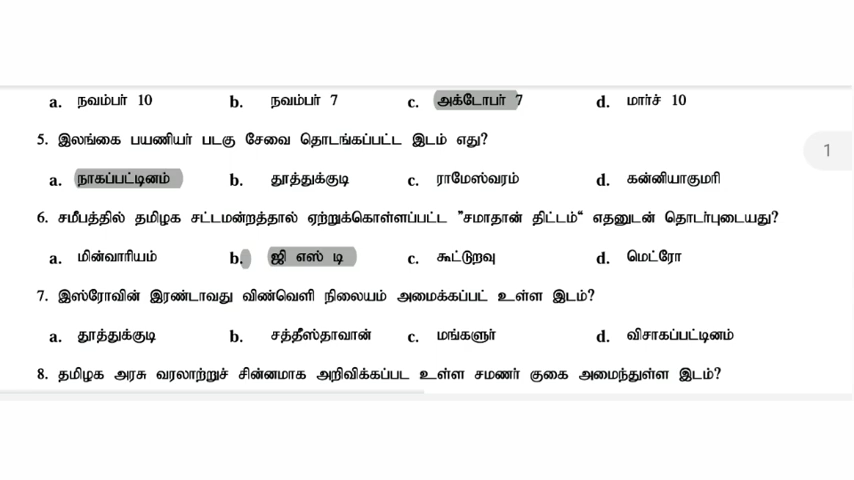 a. நவம்பர் 10 b. நவம்பர் 7 c. அக்டோபர் 7 d. மார்ச் 10
5. இலங்கை பயணியர் படகு சேவை தொடங்கப்பட்ட இடம் எது?
1
a. நாகப்பட்டினம் b. தூத்துக்குடி c. ராமேஸ்வரம் d. கன்னியாகுமரி
6. சமீபத்தில் தமிழக சட்டமன்றத்தால் ஏற்றுக்கொள்ளப்பட்ட "சமாதான் திட்டம்" எதனுடன் தொடர்புடையது?
a. மின்வாரியம் b. ஜி எஸ் டி c. கூட்டுறவு d. மெட்ரோ
7. இஸ்ரோவின் இரண்டாவது விண்வெளி நிலையம் அமைக்கப்பட் உள்ள இடம்?
a. தூத்துக்குடி b. சத்தீஸ்தாவான் c. மங்களூர் d. விசாகப்பட்டினம்
8. தமிழக அரசு வரலாற்றுச் சின்னமாக அறிவிக்கப்பட உள்ள சமணர் குகை அமைந்துள்ள இடம்?